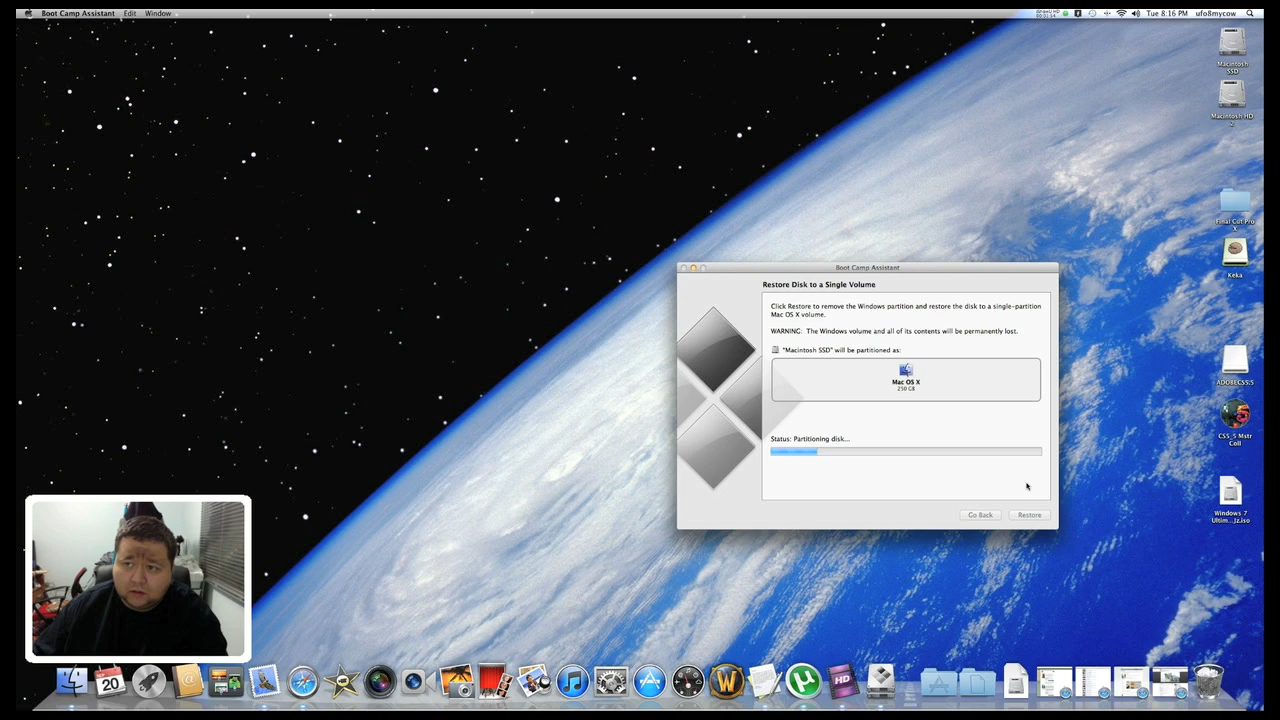 Boot Camp Assistant Edit Window
Tue 8:16 PM ufo8mycow
Macintosh
SSD
Macintosh HD
2
Final Cut Pro
X
Keka
ADOBECS5.5
CS5_5 Mstr
Coll
Windows 7
Ultim...Jz.iso
Boot Camp Assistant
Restore Disk to a Single Volume
Click Restore to remove the Windows partition and restore the disk to a single-partition
Mac OS X volume.
WARNING: The Windows volume and all of its contents will be permanently lost.
"Macintosh SSD" will be partitioned as:
Mac OS X
250 GB
Status: Partitioning disk...
Go Back Restore
20
HD